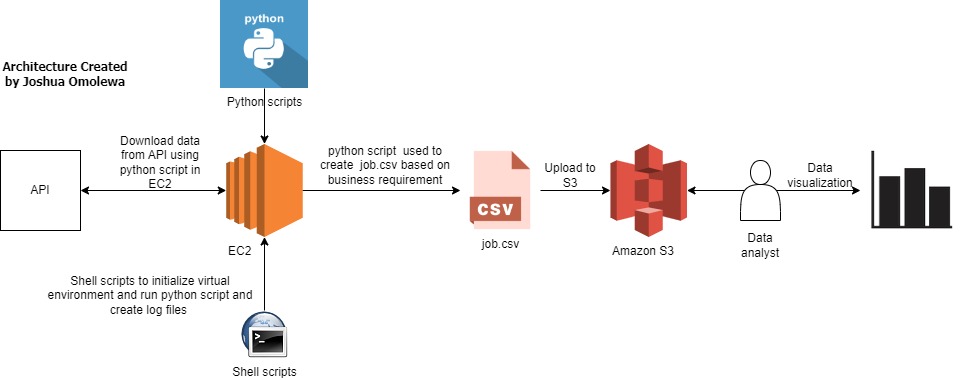 python
Architecture Created
by Joshua Omolewa
Python scripts
Download data
from API using
python script in
EC2
python script  used to
create  job.csv based on
business requirement
Upload to
S3
Data
visualization
API
CSV
EC2
job.csv
Amazon S3
Data
analyst
Shell scripts to initialize virtual
environment and run python script and
create log files
>_
Shell scripts